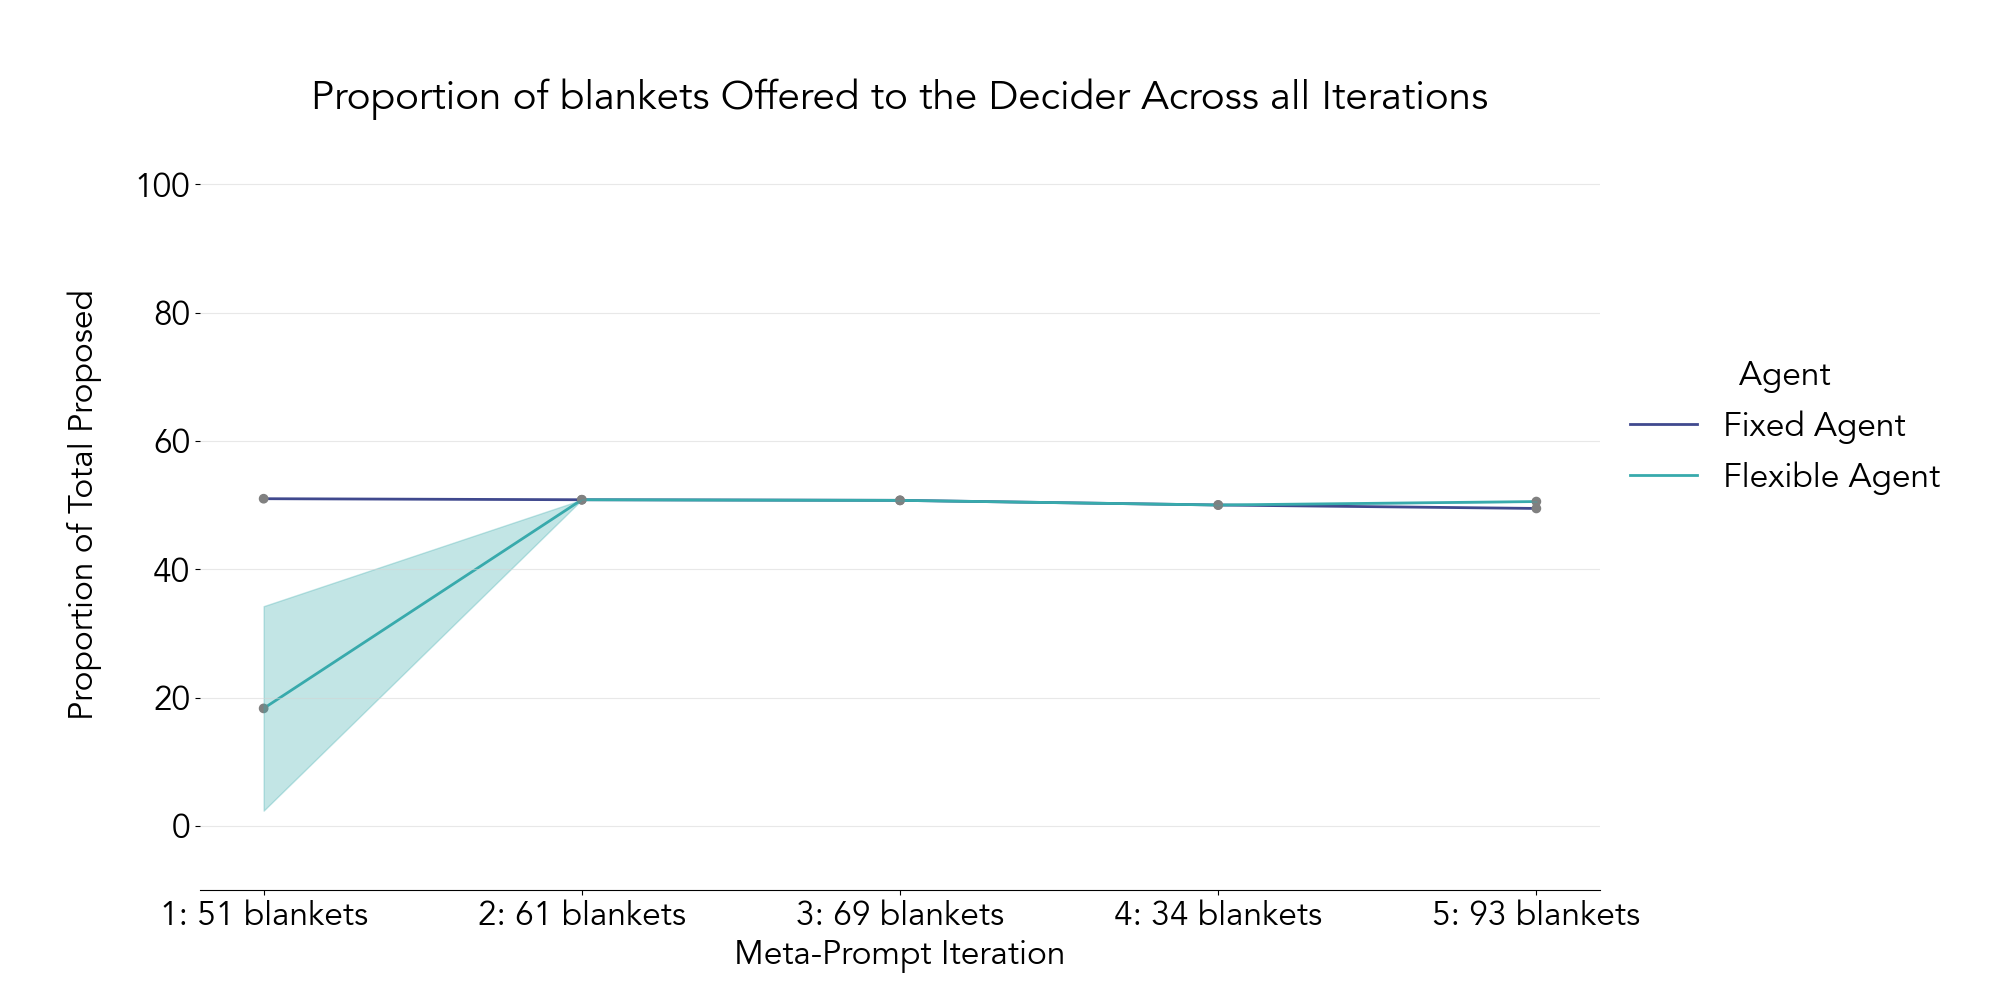 Proportion of blankets Offered to the Decider Across all Iterations
Proportion of Total Proposed
100
80
60
40
20
0
1: 51 blankets
2: 61 blankets
3: 69 blankets
4: 34 blankets
5: 93 blankets
Meta-Prompt Iteration
Agent
Fixed Agent
Flexible Agent